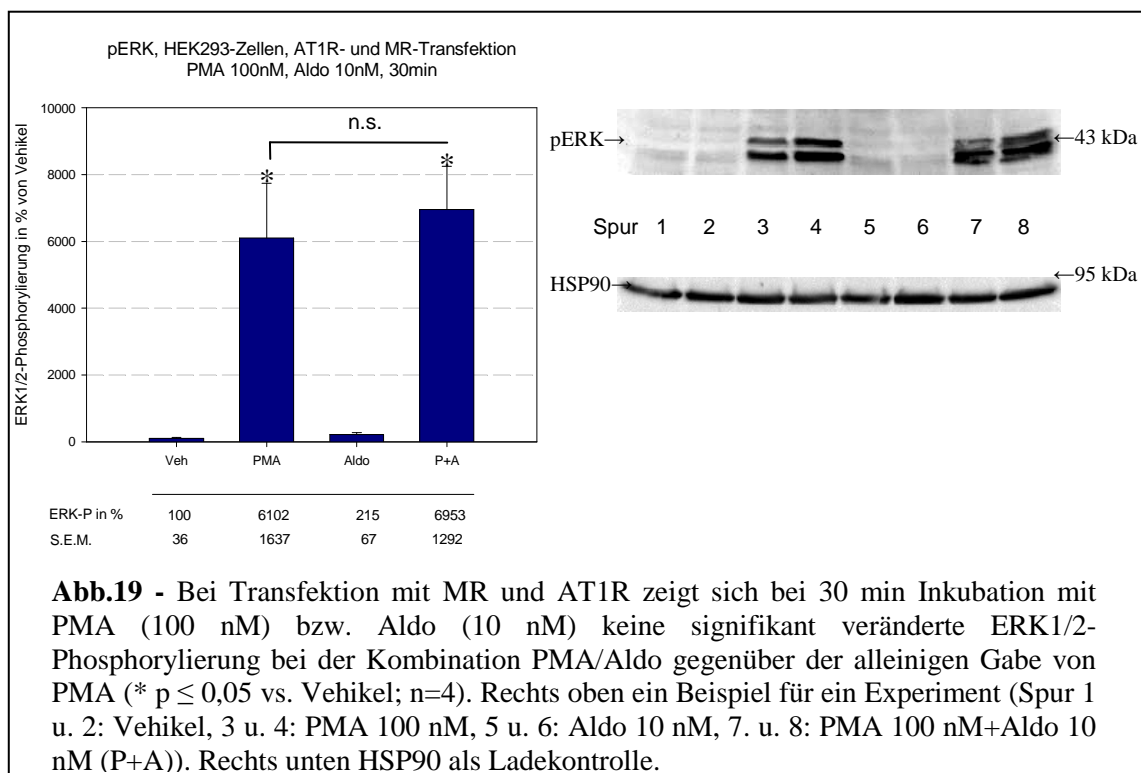 pERK, HEK293-Zellen, AT1R- und MR-Transfektion
PMA 100nM, Aldo 10nM, 30min
ERK1/2-Phosphorylierung in % von Vehikel
10000
8000
6000
4000
2000
0
n.s.
*
*
Veh PMA Aldo P+A
ERK-P in % 100 6102 215 6953
S.E.M. 36 1637 67 1292
pERK→ ←43 kDa
Spur 1 2 3 4 5 6 7 8
HSP90→ ←95 kDa
Abb.19 - Bei Transfektion mit MR und AT1R zeigt sich bei 30 min Inkubation mit
PMA (100 nM) bzw. Aldo (10 nM) keine signifikant veränderte ERK1/2-
Phosphorylierung bei der Kombination PMA/Aldo gegenüber der alleinigen Gabe von
PMA (* p ≤ 0,05 vs. Vehikel; n=4). Rechts oben ein Beispiel für ein Experiment (Spur 1
u. 2: Vehikel, 3 u. 4: PMA 100 nM, 5 u. 6: Aldo 10 nM, 7. u. 8: PMA 100 nM+Aldo 10
nM (P+A)). Rechts unten HSP90 als Ladekontrolle.